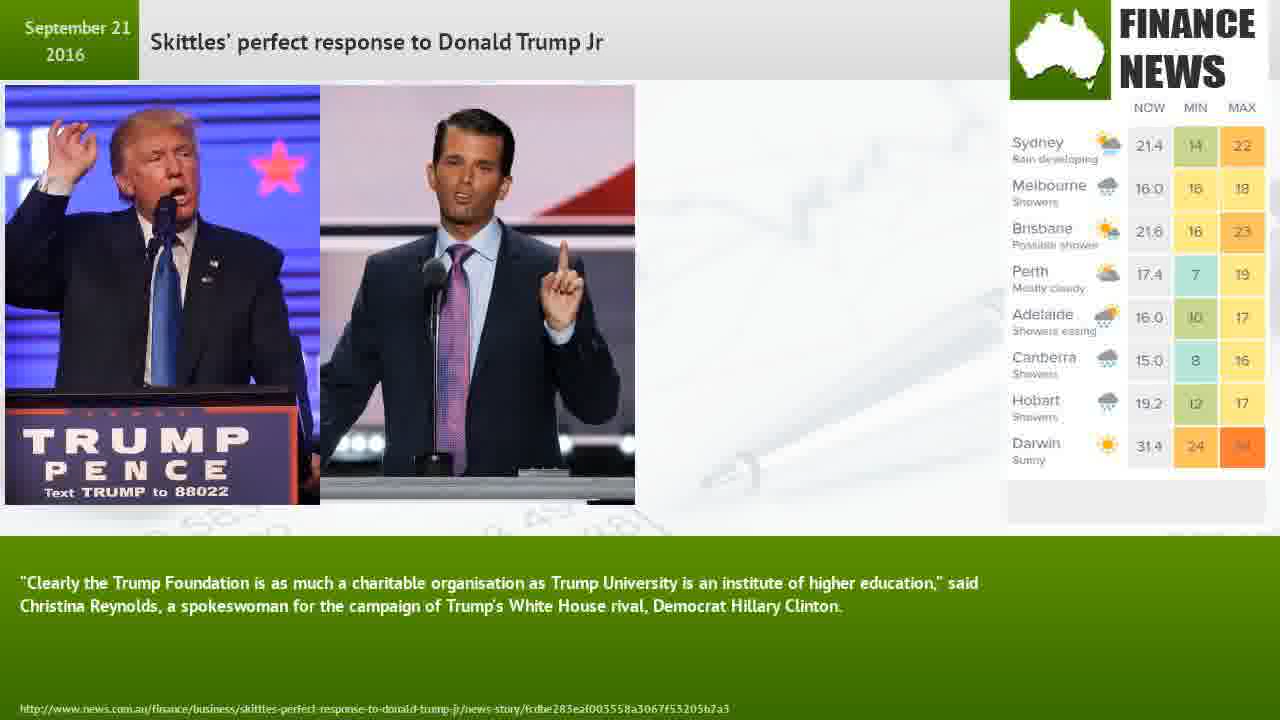 September 21
2016
Skittles' perfect response to Donald Trump Jr
FINANCE
NEWS
NOW MIN MAX
Sydney 21.4 14 22
Rain developing
Melbourne 16.0 16 18
Showers
Brisbane 21.6 16 23
Possible shower
Perth 17.4 7 19
Mostly cloudy
Adelaide 16.0 10 17
Showers easing
Canberra 15.0 8 16
Showers
Hobart 19.2 12 17
Showers
Darwin 31.4 24
Sunny
TRUMP
PENCE
Text TRUMP to 88022
"Clearly the Trump Foundation is as much a charitable organisation as Trump University is an institute of higher education," said
Christina Reynolds, a spokeswoman for the campaign of Trump's White House rival, Democrat Hillary Clinton.
http://www.news.com.au/finance/business/skittles-perfect-response-to-donald-trump-jr/news-story/fcdbe283eaf003558a3067f53205b7a3